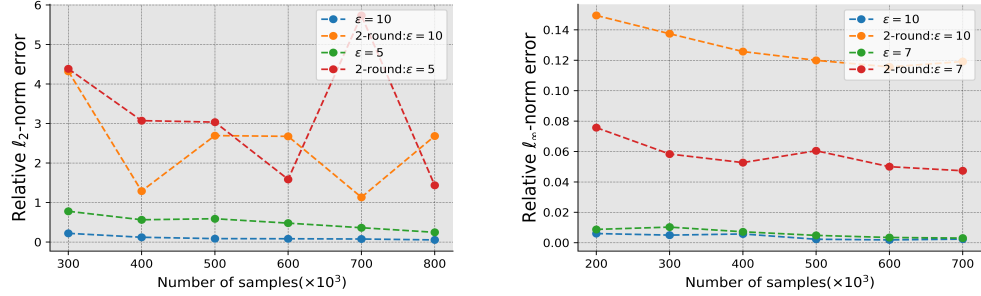 Relative ℓ₂-norm error
6
5
4
3
2
1
0
ε = 10
2-round:ε = 10
ε = 5
2-round:ε = 5
300 400 500 600 700 800
Number of samples(×10³)
Relative ℓ∞-norm error
0.14
0.12
0.10
0.08
0.06
0.04
0.02
0.00
ε = 10
2-round:ε = 10
ε = 7
2-round:ε = 7
200 300 400 500 600 700
Number of samples(×10³)